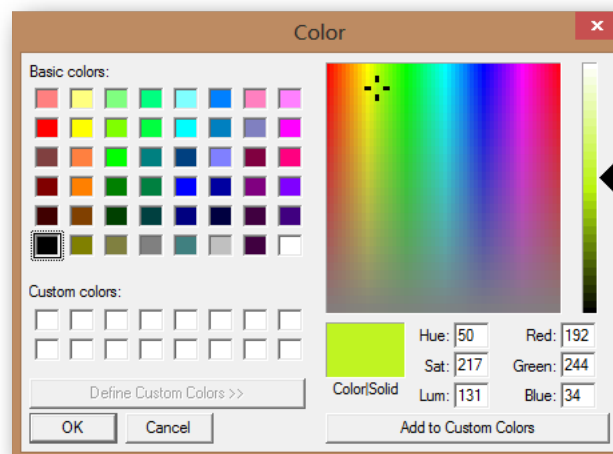 Color
x
Basic colors:
Custom colors:
Define Custom Colors >>
OK
Cancel
Color|Solid
Hue: 50
Sat: 217
Lum: 131
Red: 192
Green: 244
Blue: 34
Add to Custom Colors